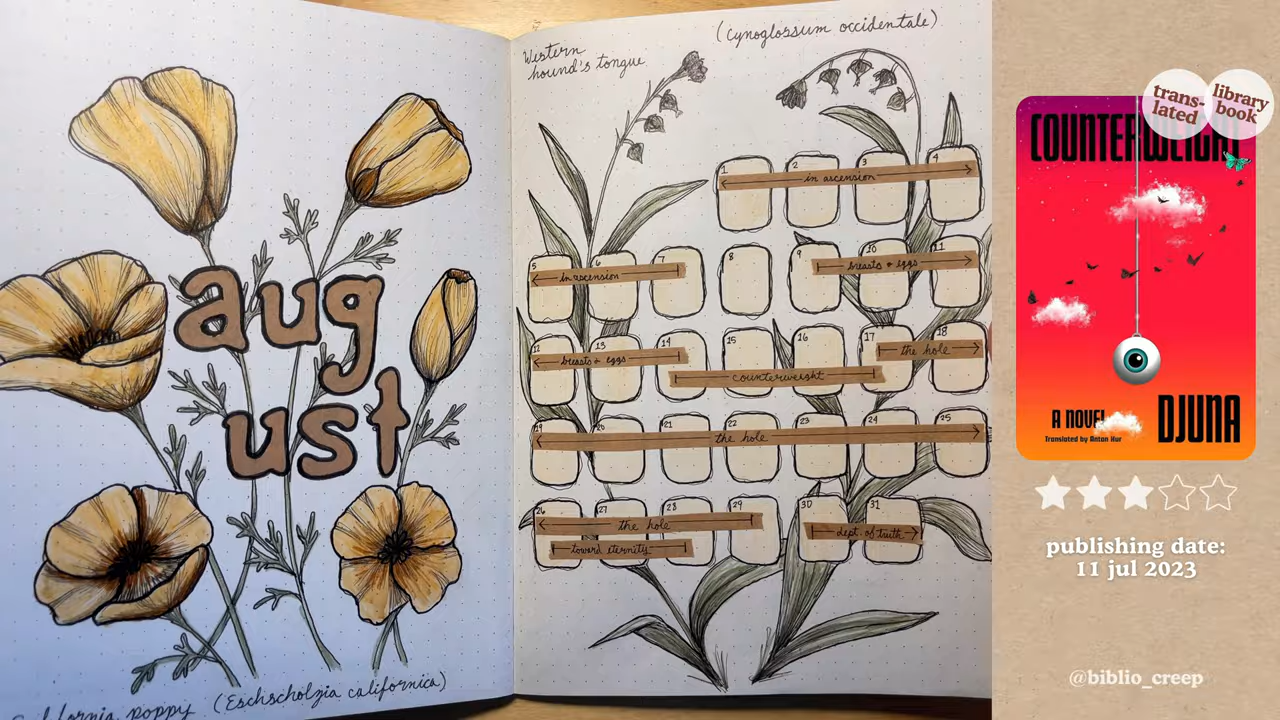 aug
ust
California poppy (Eschscholzia californica)
Western
hound's tongue
(Cynoglossum occidentale)
1 2 3 4
in ascension
5 6 7 8 9 10 11
in ascension
breasts + eggs
12 13 14 15 16 17 18
breasts + eggs
counterweight
the hole
19 20 21 22 23 24 25
the hole
26 27 28 29 30 31
the hole
toward eternity
dept. of truth
trans-
lated
library
book
COUNTERWEIGHT
A NOVEL
Translated by Anton Hur
DJUNA
publishing date:
11 jul 2023
@biblio_creep